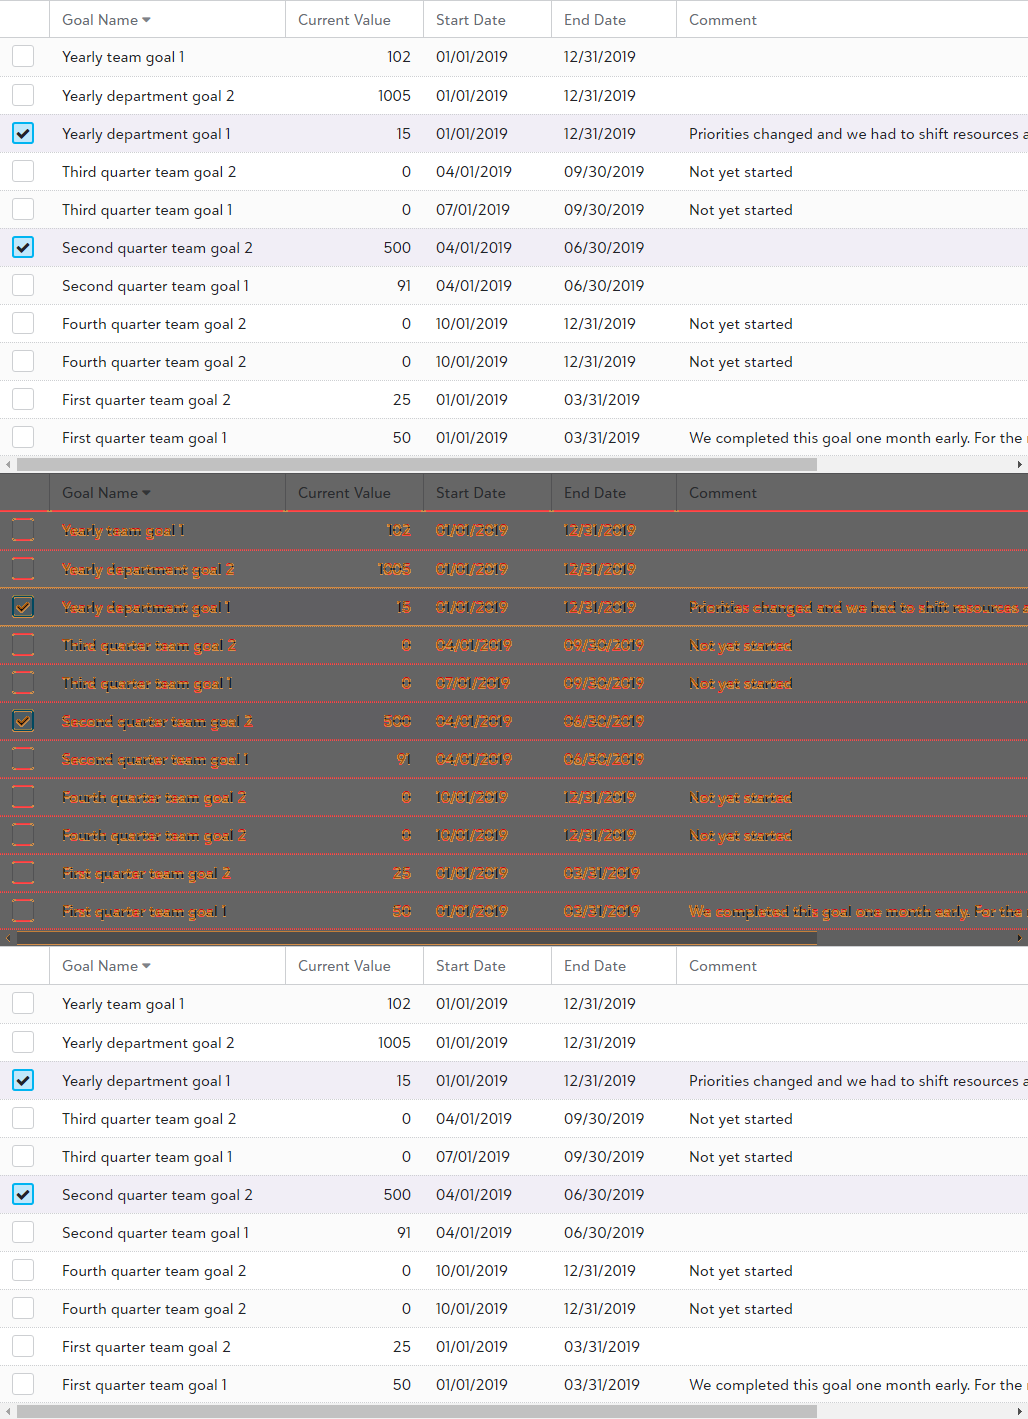 Goal Name Current Value Start Date End Date Comment
Yearly team goal 1 102 01/01/2019 12/31/2019
Yearly department goal 2 1005 01/01/2019 12/31/2019
Yearly department goal 1 15 01/01/2019 12/31/2019 Priorities changed and we had to shift resources a
Third quarter team goal 2 0 04/01/2019 09/30/2019 Not yet started
Third quarter team goal 1 0 07/01/2019 09/30/2019 Not yet started
Second quarter team goal 2 500 04/01/2019 06/30/2019
Second quarter team goal 1 91 04/01/2019 06/30/2019
Fourth quarter team goal 2 0 10/01/2019 12/31/2019 Not yet started
Fourth quarter team goal 2 0 10/01/2019 12/31/2019 Not yet started
First quarter team goal 2 25 01/01/2019 03/31/2019
First quarter team goal 1 50 01/01/2019 03/31/2019 We completed this goal one month early. For the
Goal Name Current Value Start Date End Date Comment
Yearly team goal 1 102 01/01/2019 12/31/2019
Yearly department goal 2 1005 01/01/2019 12/31/2019
Yearly department goal 1 15 01/01/2019 12/31/2019 Priorities changed and we had to shift resources
Third quarter team goal 2 0 04/01/2019 09/30/2019 Not yet started
Third quarter team goal 1 0 07/01/2019 09/30/2019 Not yet started
Second quarter team goal 2 500 04/01/2019 06/30/2019
Second quarter team goal 1 91 04/01/2019 06/30/2019
Fourth quarter team goal 2 0 10/01/2019 12/31/2019 Not yet started
Fourth quarter team goal 2 0 10/01/2019 12/31/2019 Not yet started
First quarter team goal 2 25 01/01/2019 03/31/2019
First quarter team goal 1 50 01/01/2019 03/31/2019 We completed this goal one month early. For the
Goal Name Current Value Start Date End Date Comment
Yearly team goal 1 102 01/01/2019 12/31/2019
Yearly department goal 2 1005 01/01/2019 12/31/2019
Yearly department goal 1 15 01/01/2019 12/31/2019 Priorities changed and we had to shift resources a
Third quarter team goal 2 0 04/01/2019 09/30/2019 Not yet started
Third quarter team goal 1 0 07/01/2019 09/30/2019 Not yet started
Second quarter team goal 2 500 04/01/2019 06/30/2019
Second quarter team goal 1 91 04/01/2019 06/30/2019
Fourth quarter team goal 2 0 10/01/2019 12/31/2019 Not yet started
Fourth quarter team goal 2 0 10/01/2019 12/31/2019 Not yet started
First quarter team goal 2 25 01/01/2019 03/31/2019
First quarter team goal 1 50 01/01/2019 03/31/2019 We completed this goal one month early. For the